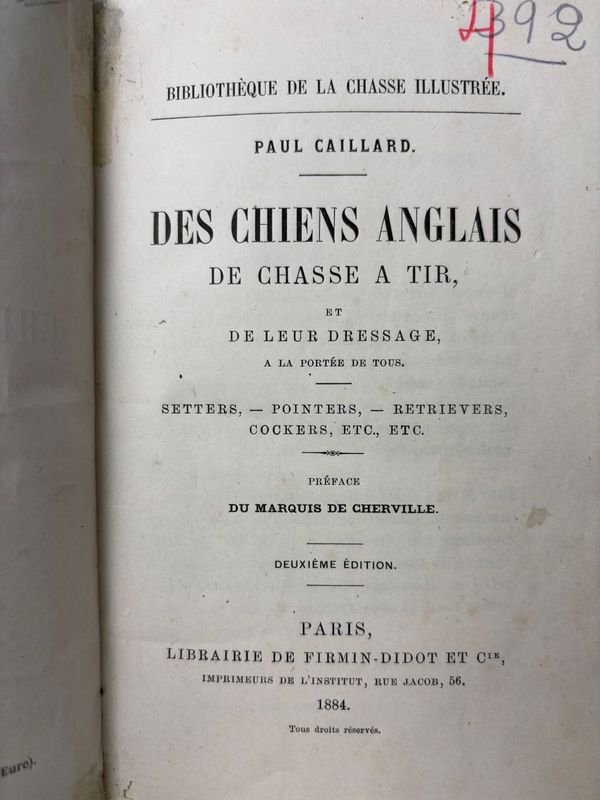 4392
BIBLIOTHÈQUE DE LA CHASSE ILLUSTRÉE.
PAUL CAILLARD.
DES CHIENS ANGLAIS
DE CHASSE A TIR,
ET
DE LEUR DRESSAGE,
A LA PORTÉE DE TOUS.
SETTERS, — POINTERS, — RETRIEVERS,
COCKERS, ETC., ETC.
PRÉFACE
DU MARQUIS DE CHERVILLE.
DEUXIÈME ÉDITION.
PARIS,
LIBRAIRIE DE FIRMIN-DIDOT ET Cᴵᴱ,
IMPRIMEURS DE L'INSTITUT, RUE JACOB, 56.
1884.
Tous droits réservés.
Euro).